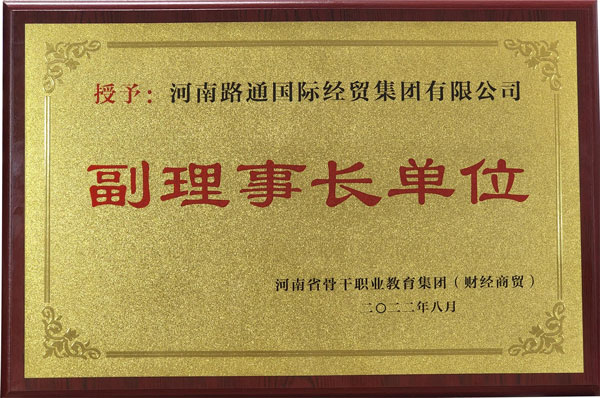 授予：河南路通国际经贸集团有限公司
副理事长单位
河南省骨干职业教育集团（财经商贸）
二〇二二年八月